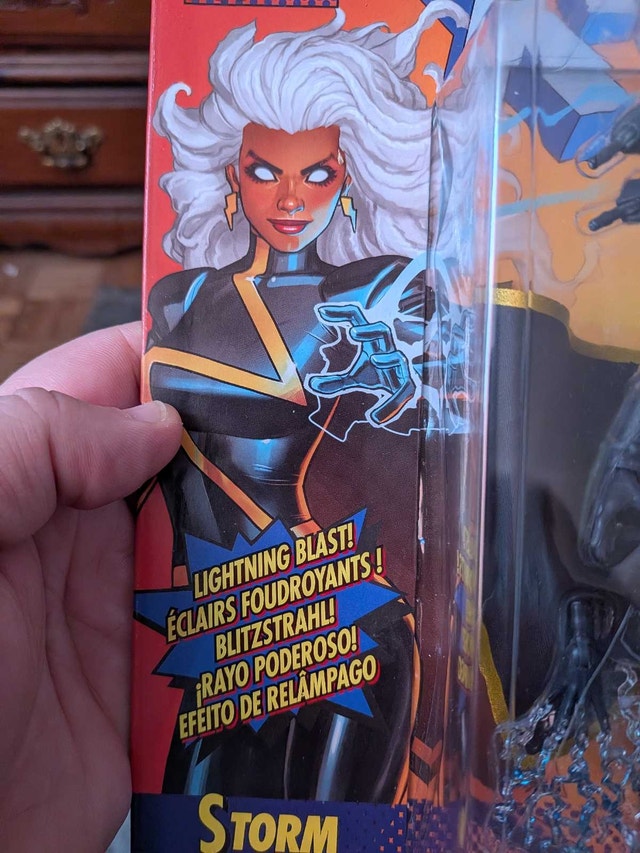 LIGHTNING BLAST!
ÉCLAIRS FOUDROYANTS !
BLITZSTRAHL!
¡RAYO PODEROSO!
EFEITO DE RELÂMPAGO
STORM